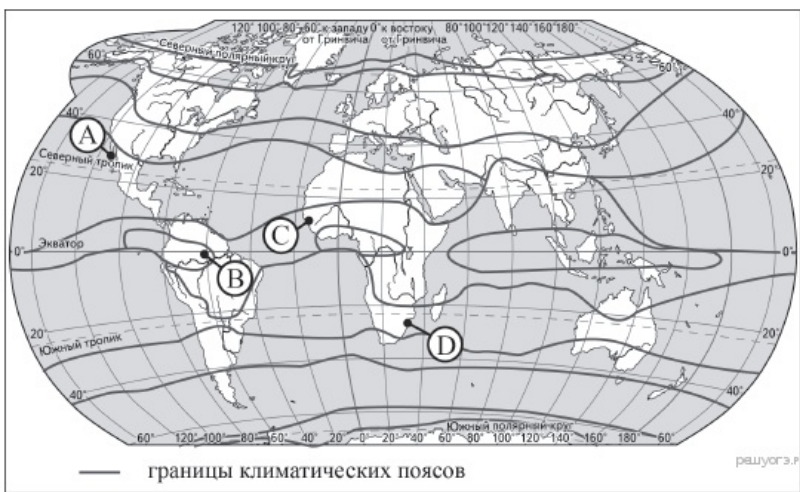 120° 100° 80° 60° к западу 0° к востоку 80° 100° 120° 140° 160° 180°
от Гринвича от Гринвича
Северный полярный круг
60° 60°
40° 40°
A
Северный тропик
20° 20°
C
Экватор
0° 0°
B
20° 20°
Южный тропик
D
40° 40°
Южный полярный круг
60° 120° 100° 80° 60° 40° 20° 0° 20° 40° 60° 80° 100° 120° 140° 160° 180° 60°
границы климатических поясов
решуогэ.р